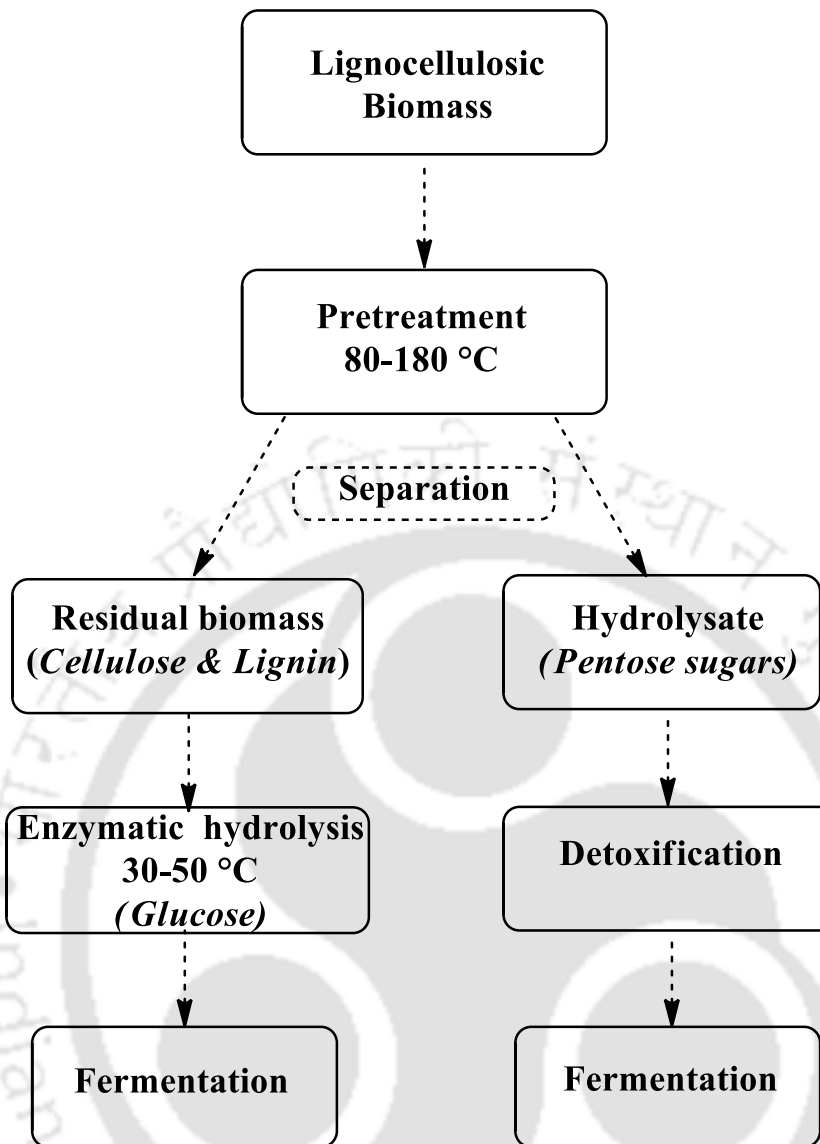 Lignocellulosic
Biomass
Pretreatment
80-180 °C
Separation
Residual biomass
(Cellulose & Lignin)
Hydrolysate
(Pentose sugars)
Enzymatic hydrolysis
30-50 °C
(Glucose)
Detoxification
Fermentation
Fermentation